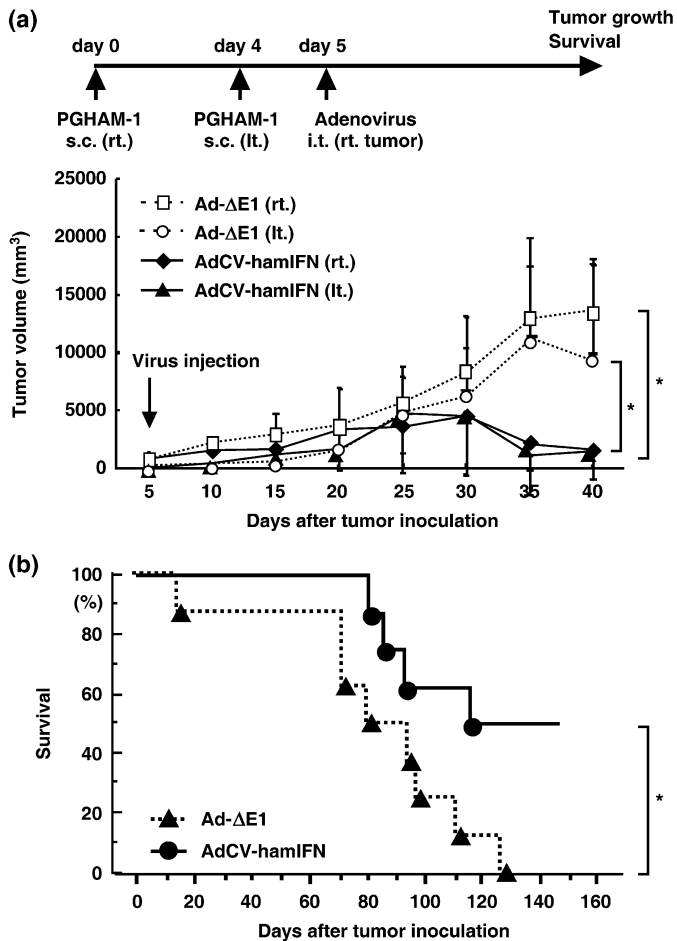 (a)
Tumor growth
Survival
day 0 day 4 day 5
PGHAM-1 PGHAM-1 Adenovirus
s.c. (rt.) s.c. (lt.) i.t. (rt. tumor)
25000
20000
15000
10000
5000
0
Tumor volume (mm3)
Ad-ΔE1 (rt.)
Ad-ΔE1 (lt.)
AdCV-hamIFN (rt.)
AdCV-hamIFN (lt.)
Virus injection
*
*
5 10 15 20 25 30 35 40
Days after tumor inoculation
(b)
100
(%)
80
60
40
20
0
Survival
Ad-ΔE1
AdCV-hamIFN
*
0 20 40 60 80 100 120 140 160
Days after tumor inoculation